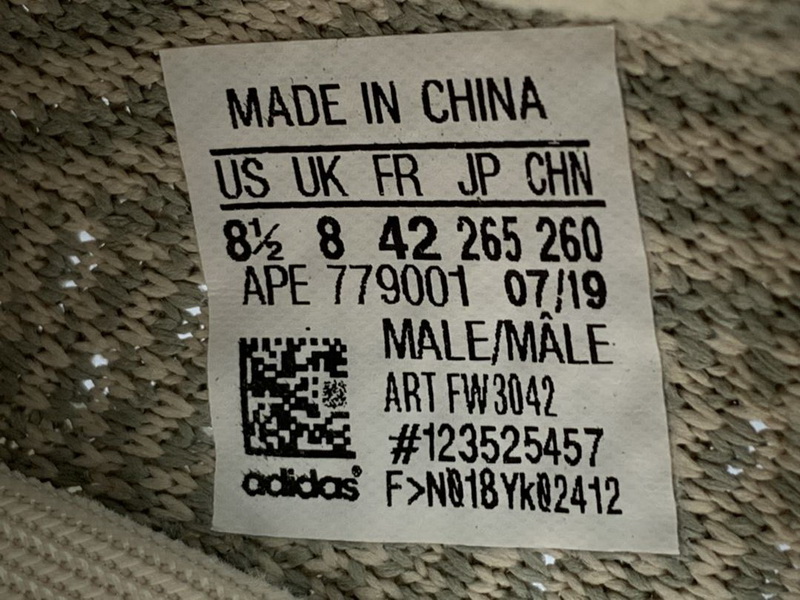 MADE IN CHINA
US UK FR JP CHN
8½ 8 42 265 260
APE 779001 07/19
MALE/MÂLE
ART FW3042
#123525457
F>N018Yk02412
adidas®